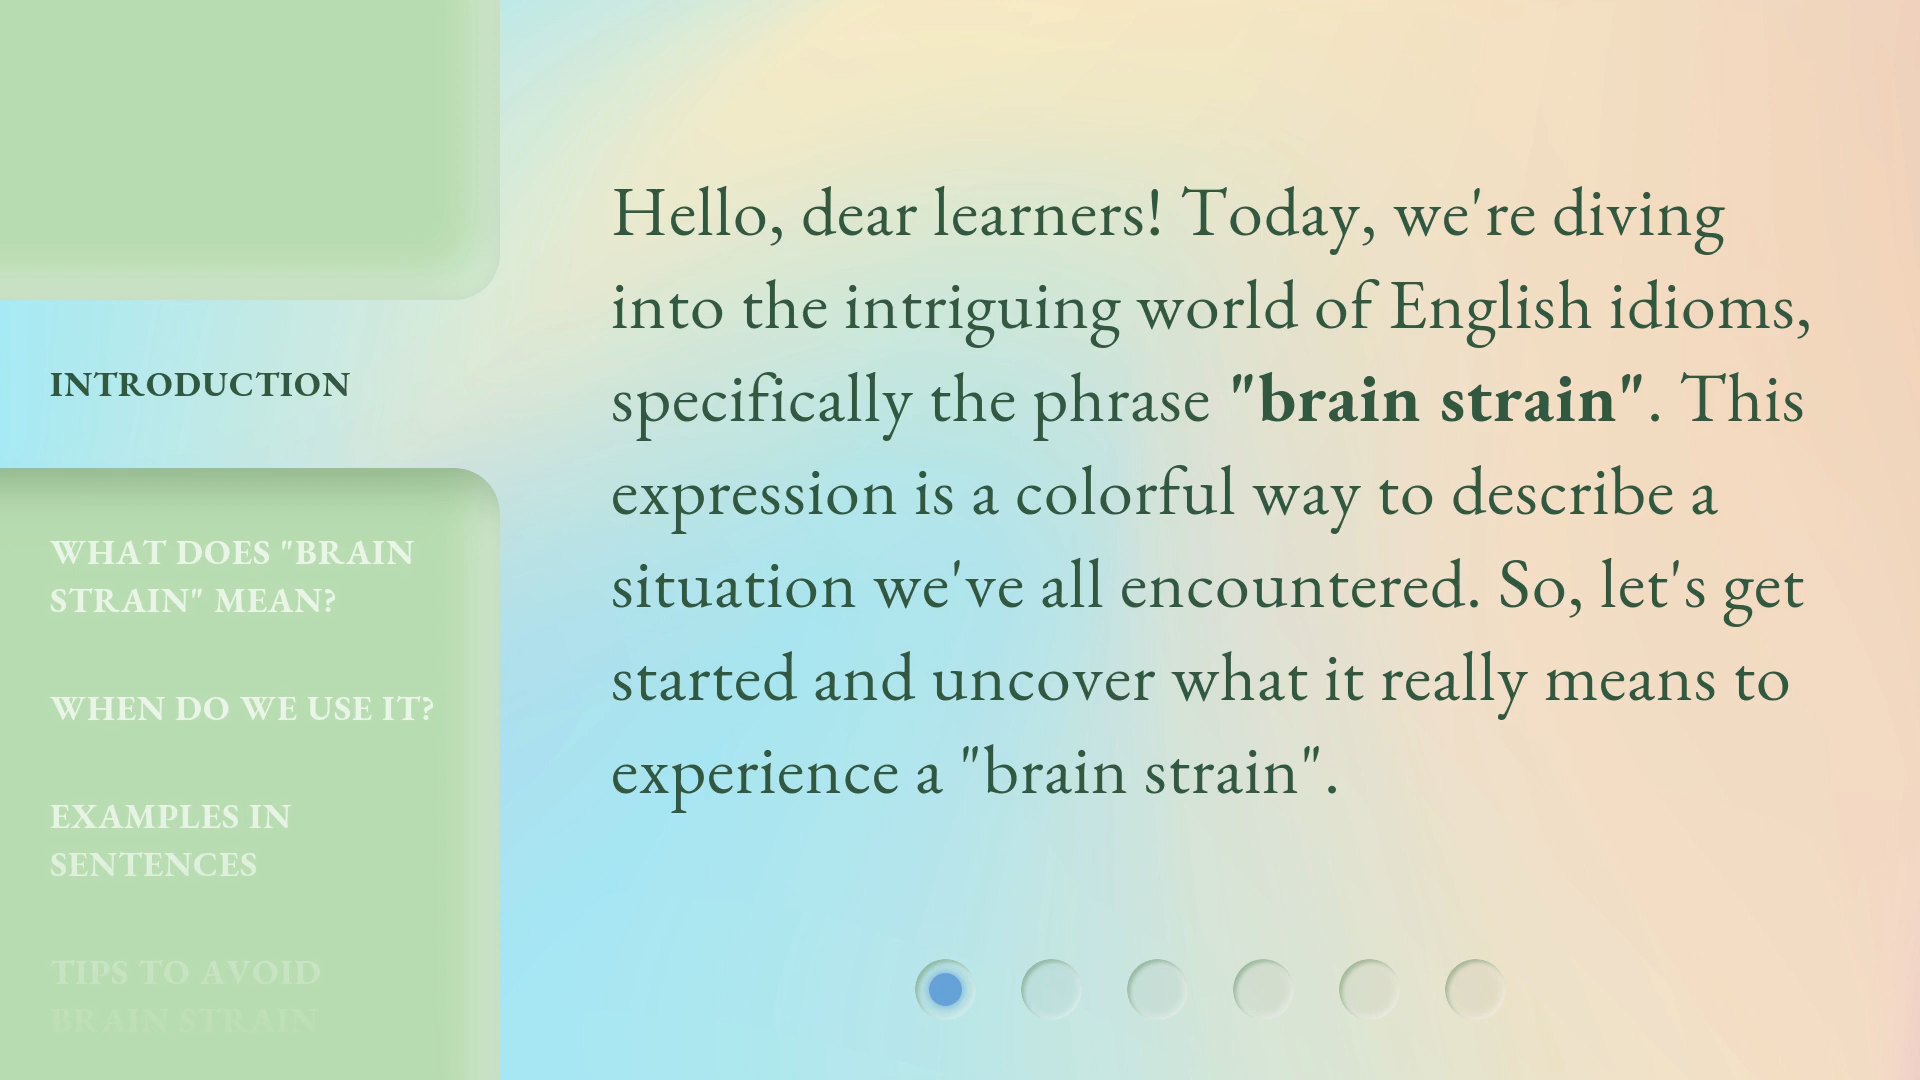 INTRODUCTION
WHAT DOES "BRAIN
STRAIN" MEAN?
WHEN DO WE USE IT?
EXAMPLES IN
SENTENCES
TIPS TO AVOID
BRAIN STRAIN
Hello, dear learners! Today, we're diving
into the intriguing world of English idioms,
specifically the phrase "brain strain". This
expression is a colorful way to describe a
situation we've all encountered. So, let's get
started and uncover what it really means to
experience a "brain strain".